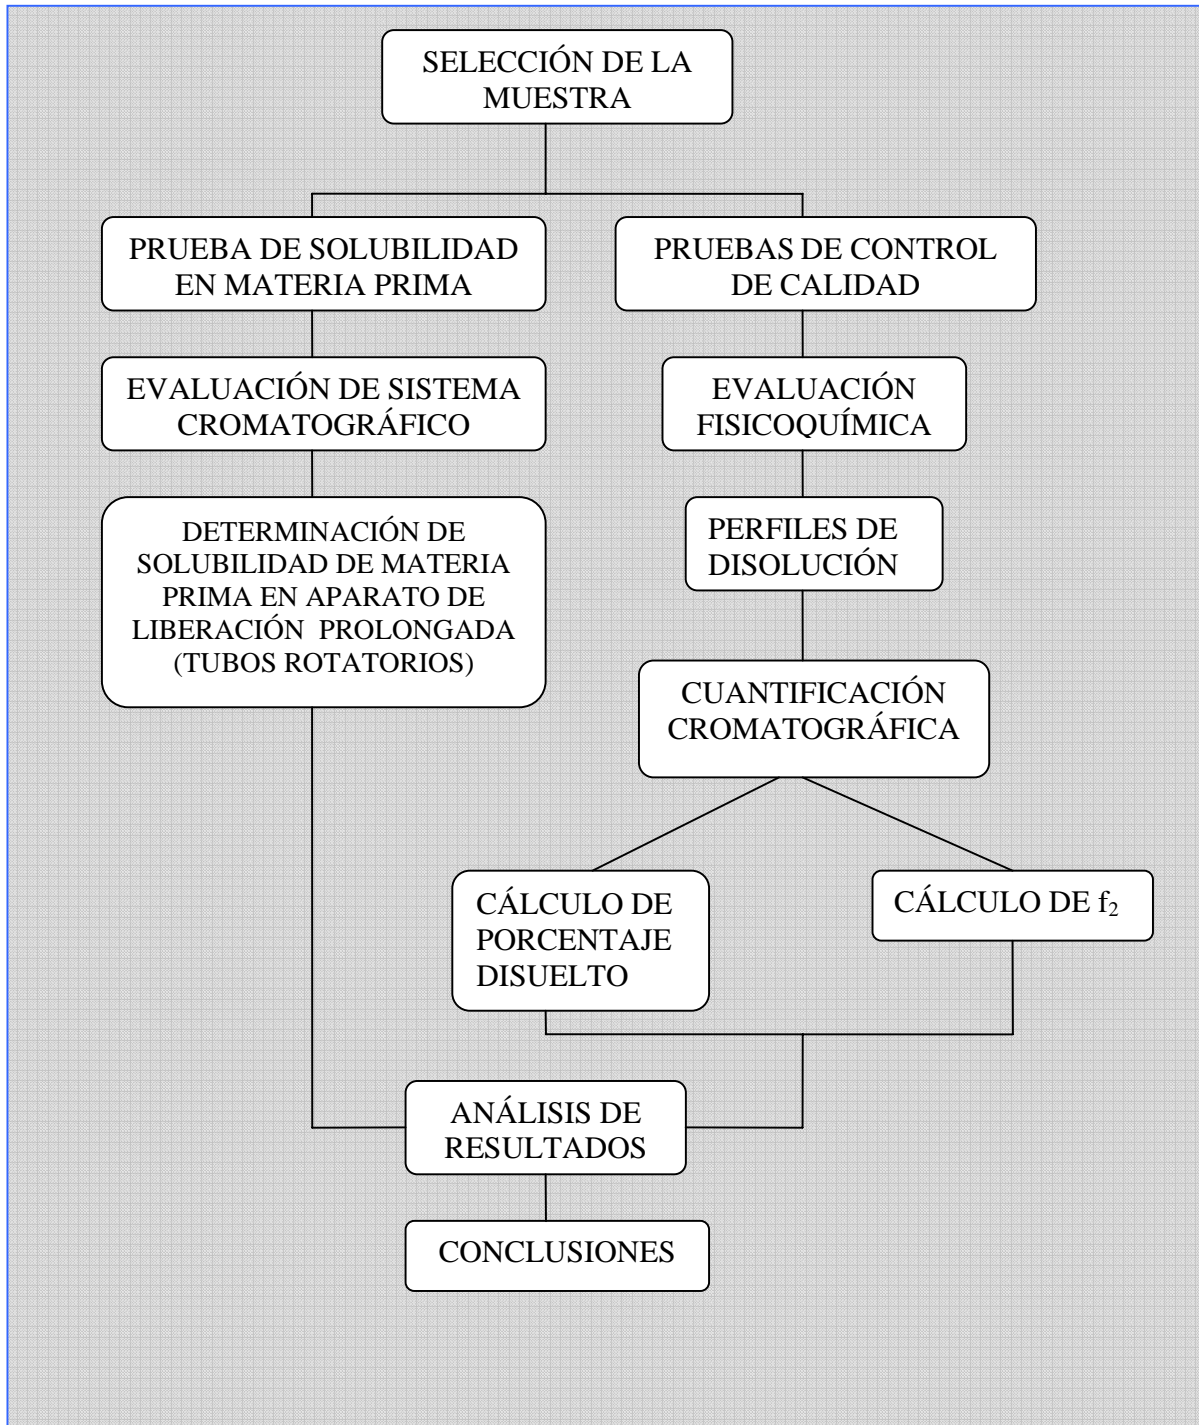 SELECCIÓN DE LA
MUESTRA
PRUEBA DE SOLUBILIDAD
EN MATERIA PRIMA
PRUEBAS DE CONTROL
DE CALIDAD
EVALUACIÓN DE SISTEMA
CROMATOGRÁFICO
EVALUACIÓN
FISICOQUÍMICA
DETERMINACIÓN DE
SOLUBILIDAD DE MATERIA
PRIMA EN APARATO DE
LIBERACIÓN PROLONGADA
(TUBOS ROTATORIOS)
PERFILES DE
DISOLUCIÓN
CUANTIFICACIÓN
CROMATOGRÁFICA
CÁLCULO DE
PORCENTAJE
DISUELTO
CÁLCULO DE f₂
ANÁLISIS DE
RESULTADOS
CONCLUSIONES